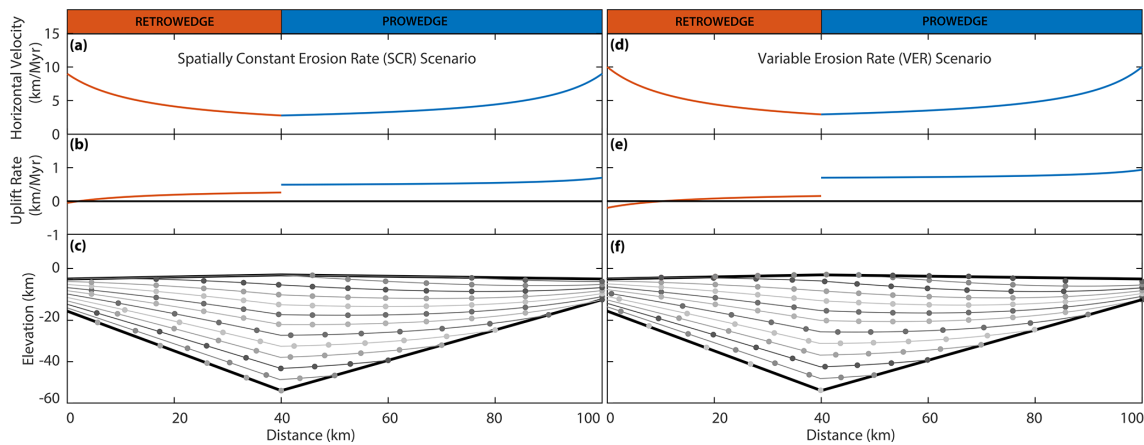 RETROWEDGE PROWEDGE RETROWEDGE PROWEDGE
15 (a) Spatially Constant Erosion Rate (SCR) Scenario (d) Variable Erosion Rate (VER) Scenario
Horizontal Velocity
(km/Myr)
10
5
0
(b) (e)
Uplift Rate
(km/Myr)
1
0
-1
(c) (f)
Elevation (km)
0
-20
-40
-60
0 20 40 60 80 100 0 20 40 60 80 100
Distance (km) Distance (km)